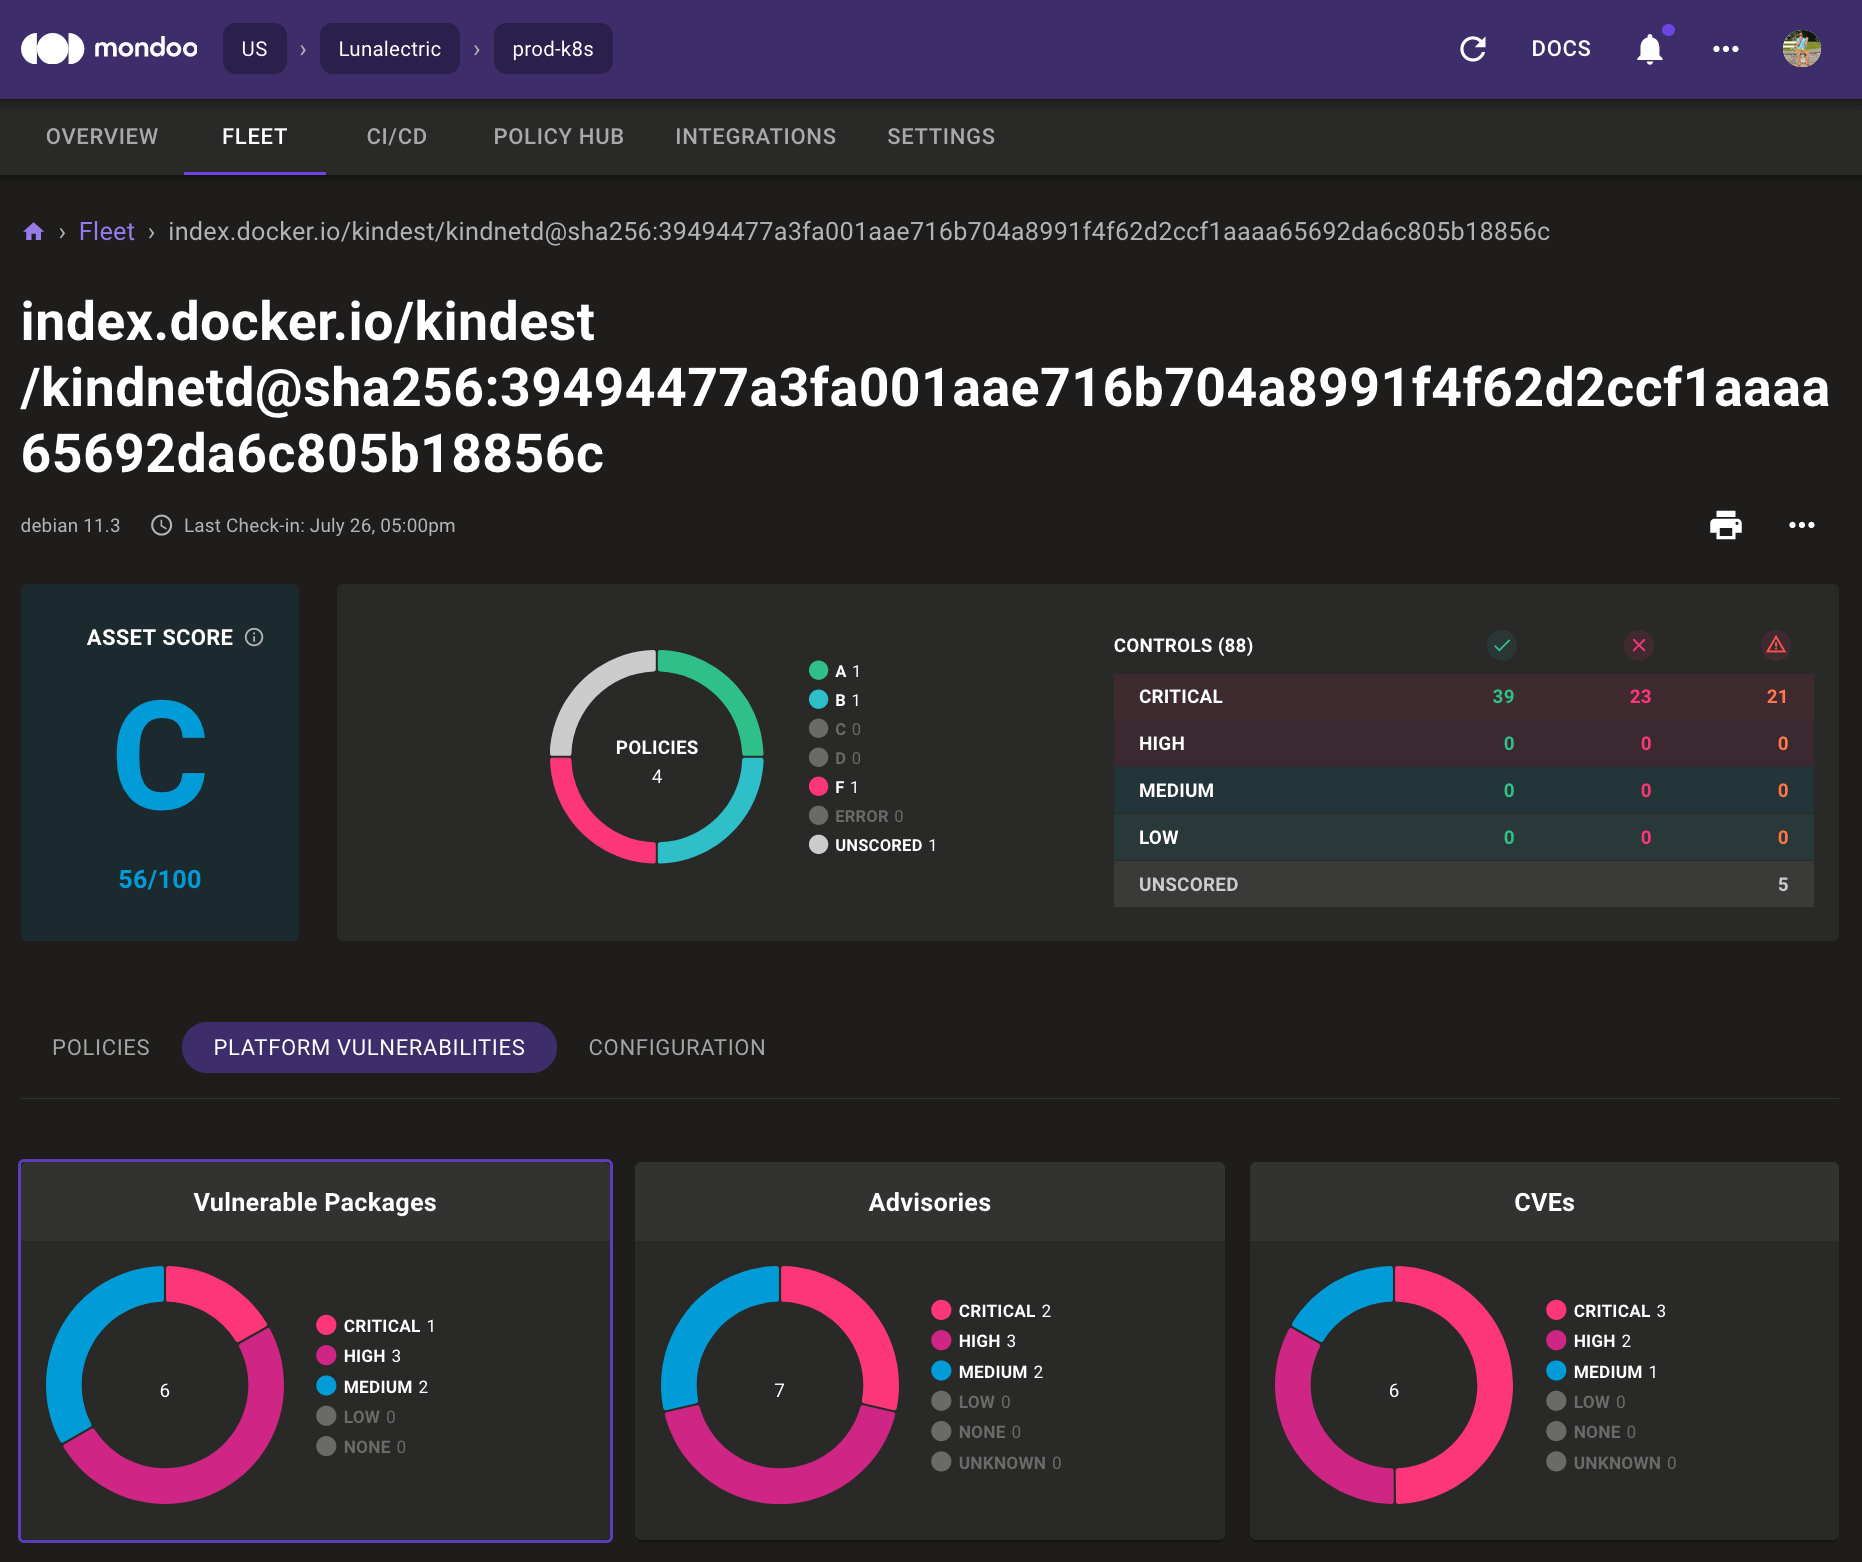 mondoo US › Lunalectric › prod-k8s DOCS
OVERVIEW FLEET CI/CD POLICY HUB INTEGRATIONS SETTINGS
› Fleet › index.docker.io/kindest/kindnetd@sha256:39494477a3fa001aae716b704a8991f4f62d2ccf1aaaa65692da6c805b18856c
index.docker.io/kindest
/kindnetd@sha256:39494477a3fa001aae716b704a8991f4f62d2ccf1aaaa
65692da6c805b18856c
debian 11.3 Last Check-in: July 26, 05:00pm
ASSET SCORE
C
56/100
POLICIES
4
A 1
B 1
C 0
D 0
F 1
ERROR 0
UNSCORED 1
CONTROLS (88)
CRITICAL 39 23 21
HIGH 0 0 0
MEDIUM 0 0 0
LOW 0 0 0
UNSCORED 5
POLICIES PLATFORM VULNERABILITIES CONFIGURATION
Vulnerable Packages
6
CRITICAL 1
HIGH 3
MEDIUM 2
LOW 0
NONE 0
Advisories
7
CRITICAL 2
HIGH 3
MEDIUM 2
LOW 0
NONE 0
UNKNOWN 0
CVEs
6
CRITICAL 3
HIGH 2
MEDIUM 1
LOW 0
NONE 0
UNKNOWN 0